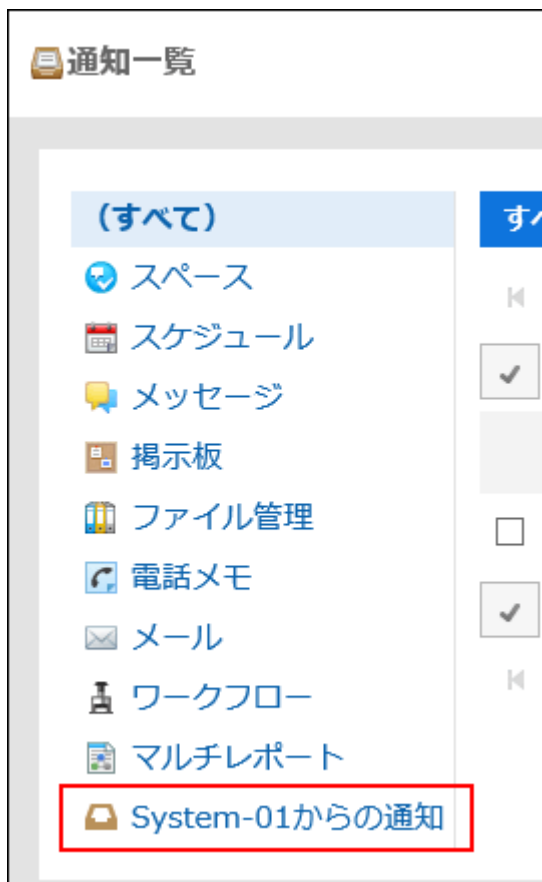 通知一覧
(すべて)
すべ
スペース
スケジュール
メッセージ
掲示板
ファイル管理
電話メモ
メール
ワークフロー
マルチレポート
System-01からの通知